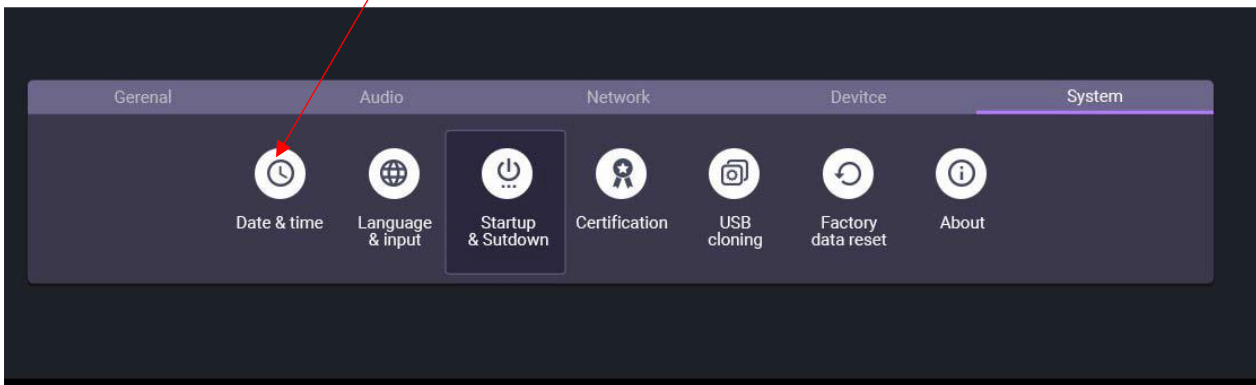 Gerenal Audio Network Devitce System
Date & time Language & input Startup & Sutdown Certification USB cloning Factory data reset About